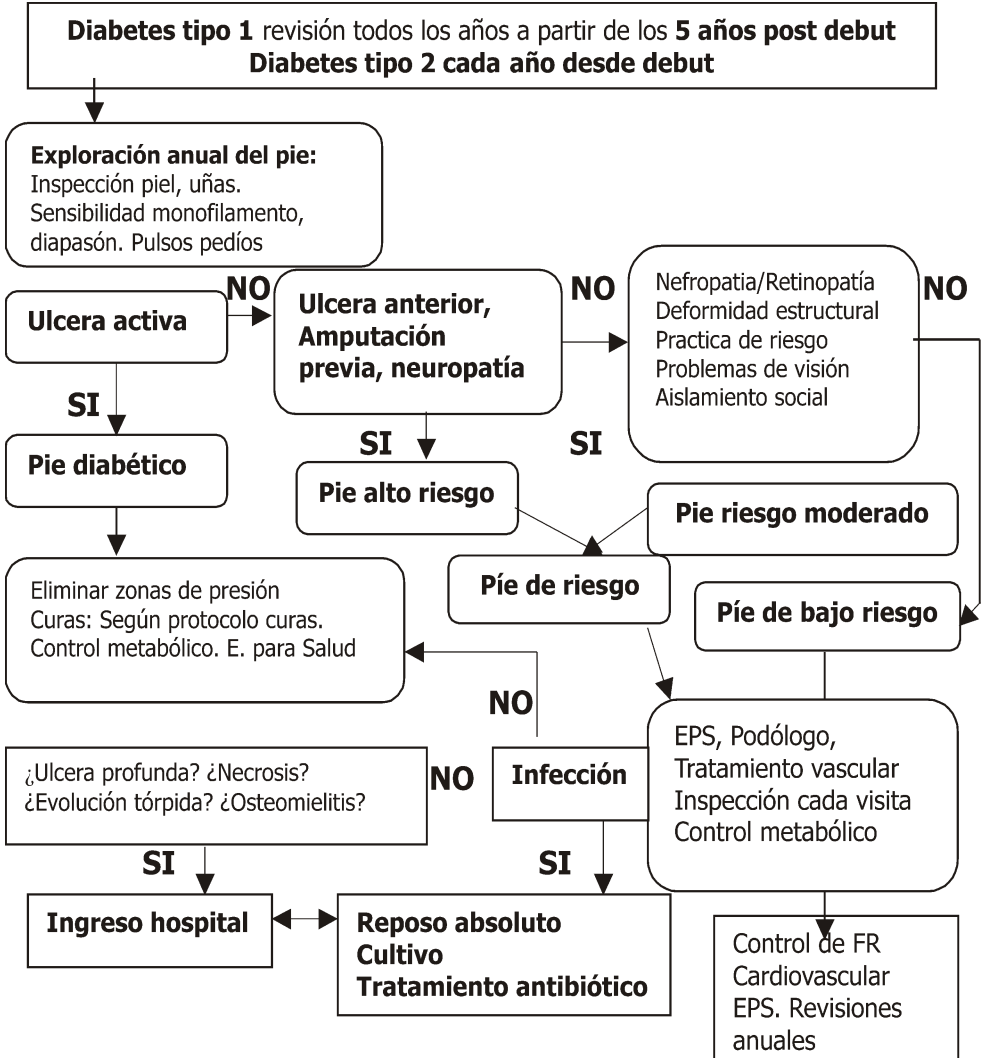 Diabetes tipo 1 revisión todos los años a partir de los 5 años post debut
Diabetes tipo 2 cada año desde debut
Exploración anual del pie:
Inspección piel, uñas.
Sensibilidad monofilamento,
diapasón. Pulsos pedíos
Ulcera activa
NO
Ulcera anterior,
Amputación
previa, neuropatía
NO
Nefropatia/Retinopatía
Deformidad estructural
Practica de riesgo
Problemas de visión
Aislamiento social
NO
SI
SI
SI
Pie diabético
Pie alto riesgo
Pie riesgo moderado
Píe de riesgo
Píe de bajo riesgo
Eliminar zonas de presión
Curas: Según protocolo curas.
Control metabólico. E. para Salud
NO
¿Ulcera profunda? ¿Necrosis?
¿Evolución tórpida? ¿Osteomielitis?
NO
Infección
EPS, Podólogo,
Tratamiento vascular
Inspección cada visita
Control metabólico
SI
SI
Ingreso hospital
Reposo absoluto
Cultivo
Tratamiento antibiótico
Control de FR
Cardiovascular
EPS. Revisiones
anuales